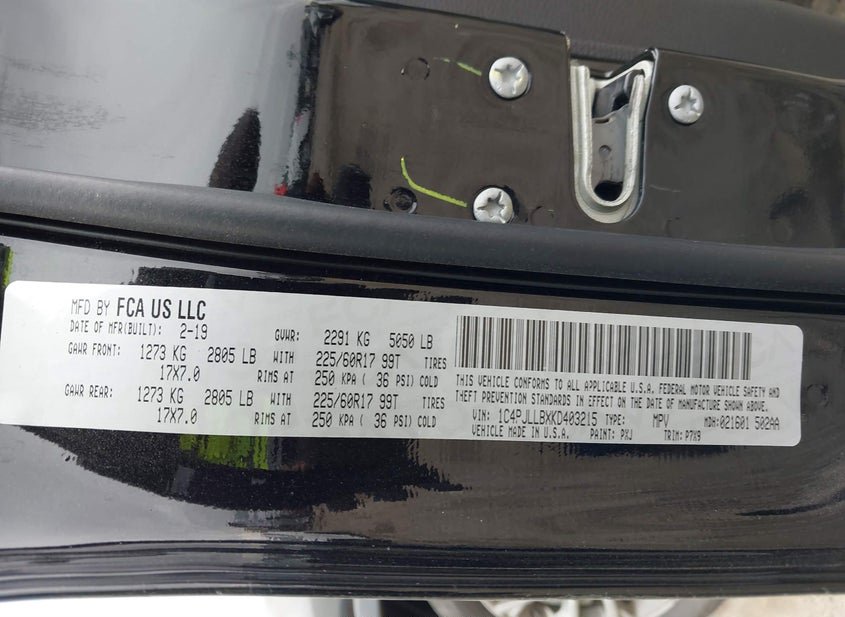 MFD BY FCA US LLC
DATE OF MFR(BUILT): 2-19 GVWR: 2291 KG 5050 LB
GAWR FRONT: 1273 KG 2805 LB WITH 225/60R17 99T TIRES
17X7.0 RIMS AT 250 KPA ( 36 PSI) COLD
GAWR REAR: 1273 KG 2805 LB WITH 225/60R17 99T TIRES
17X7.0 RIMS AT 250 KPA ( 36 PSI) COLD
THIS VEHICLE CONFORMS TO ALL APPLICABLE U.S.A. FEDERAL MOTOR VEHICLE SAFETY AND
THEFT PREVENTION STANDARDS IN EFFECT ON THE DATE OF MANUFACTURE SHOWN ABOVE.
VIN: 1C4PJLLBXKD403215 TYPE: MPV MDH:021601 502AA
VEHICLE MADE IN U.S.A. PAINT: PXJ TRIM: P7X9